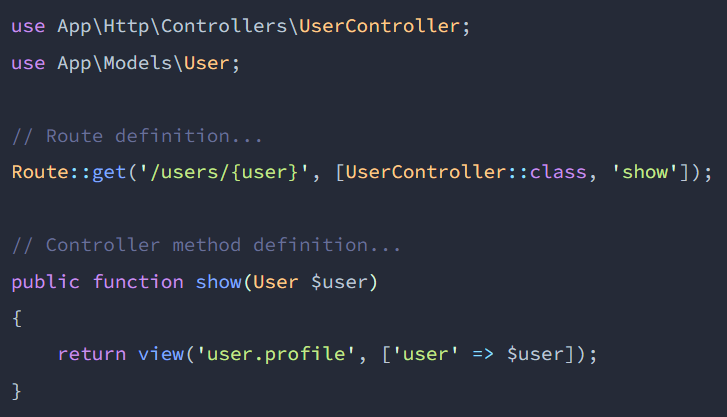 use App\Http\Controllers\UserController;
use App\Models\User;
// Route definition...
Route::get('/users/{user}', [UserController::class, 'show']);
// Controller method definition...
public function show(User $user)
{
    return view('user.profile', ['user' => $user]);
}